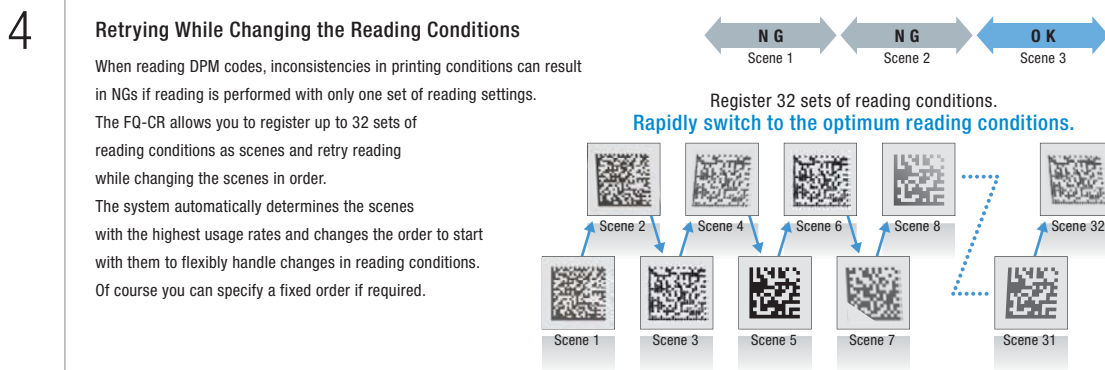 4
Retrying While Changing the Reading Conditions
When reading DPM codes, inconsistencies in printing conditions can result
in NGs if reading is performed with only one set of reading settings.
The FQ-CR allows you to register up to 32 sets of
reading conditions as scenes and retry reading
while changing the scenes in order.
The system automatically determines the scenes
with the highest usage rates and changes the order to start
with them to flexibly handle changes in reading conditions.
Of course you can specify a fixed order if required.
N G N G O K
Scene 1 Scene 2 Scene 3
Register 32 sets of reading conditions.
Rapidly switch to the optimum reading conditions.
Scene 2 Scene 4 Scene 6 Scene 8 Scene 32
Scene 1 Scene 3 Scene 5 Scene 7 Scene 31